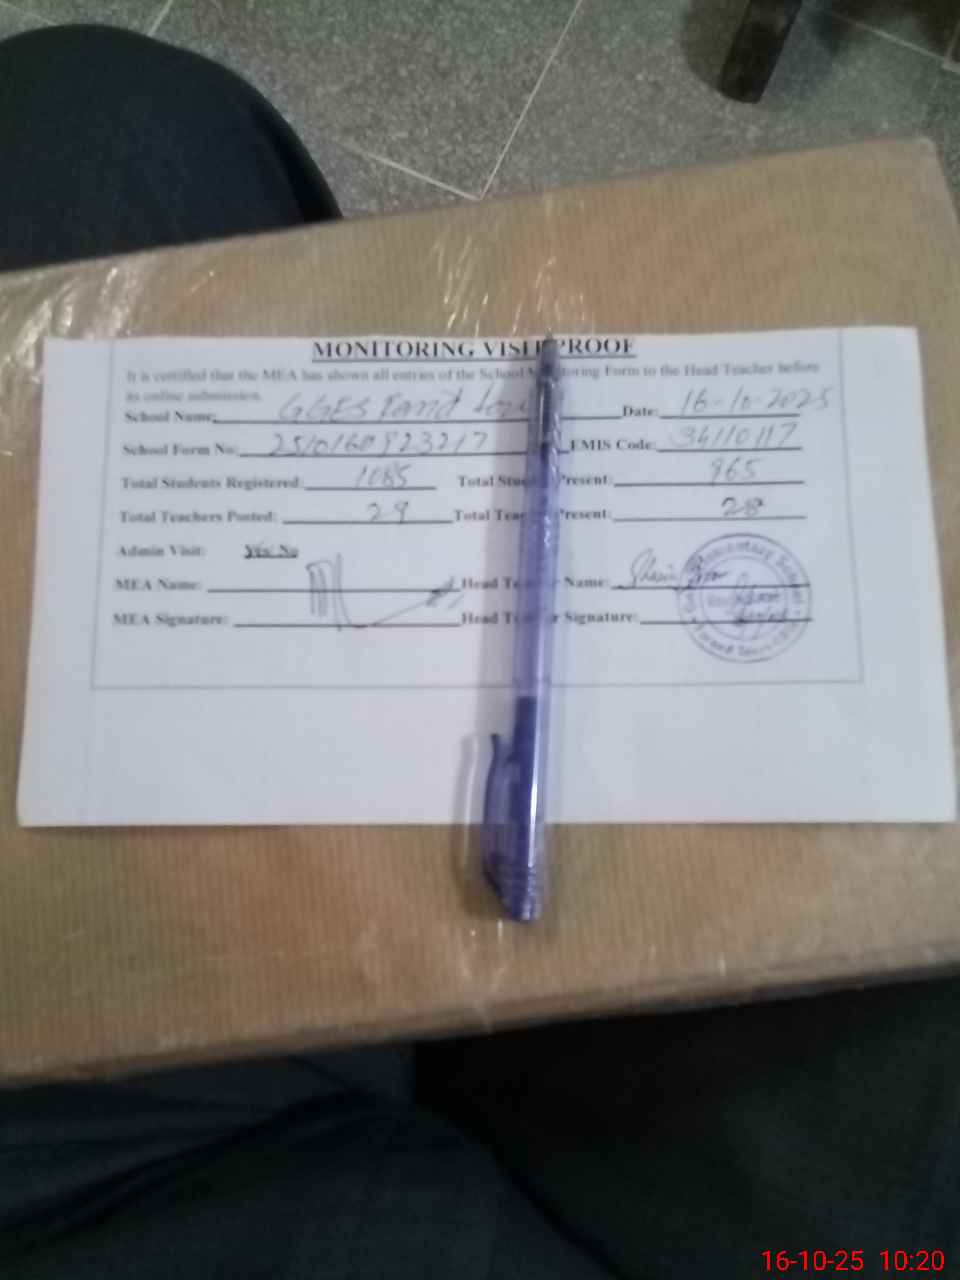 MONITORING VISIT PROOF
It is certified that the MEA has shown all entries of the School Monitoring Form to the Head Teacher before
its online submission.
School Name: GGES Farid Date: 16-10-2025
School Form No: EMIS Code: 34110117
Total Students Registered: 1085 Total Students Present: 965
Total Teachers Posted: 29 Total Teachers Present: 28
Admin Visit: Yes/ No
MEA Name: Head Teacher Name:
MEA Signature: Head Teacher Signature:
Elementary School
16-10-25 10:20